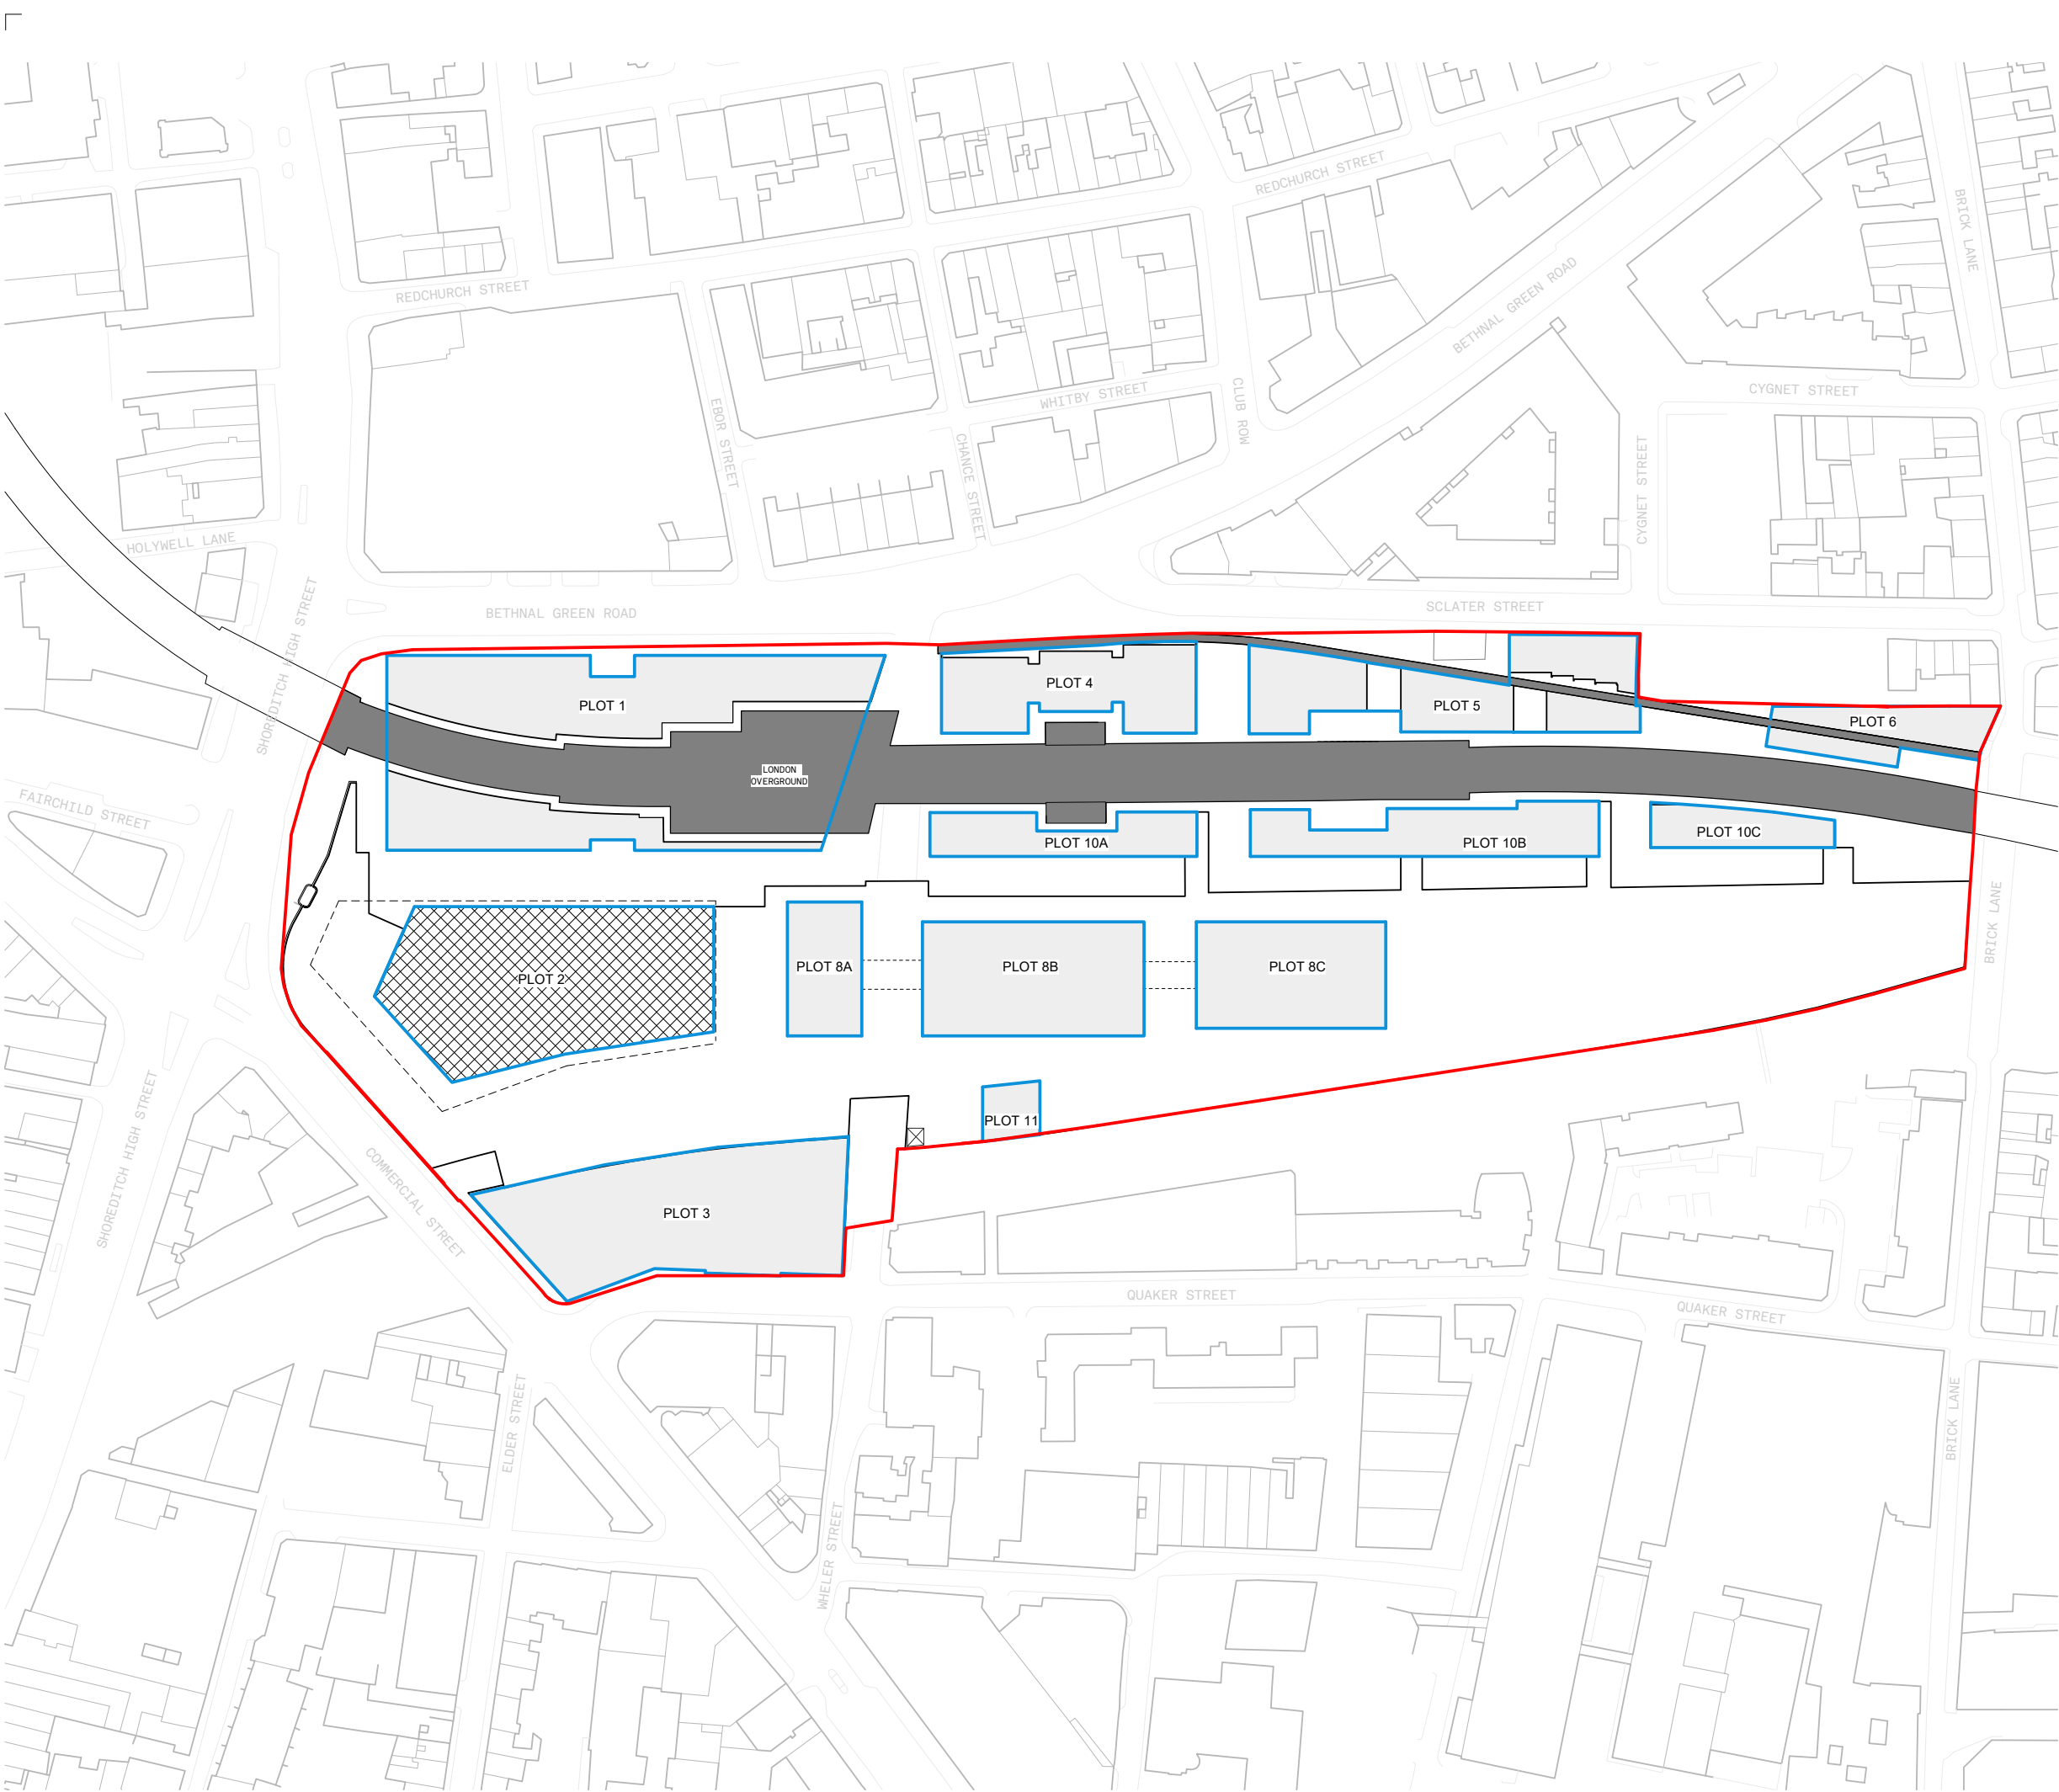 REDCHURCH STREET
BRICK LANE
REDCHURCH STREET
BETHNAL GREEN ROAD
CYGNET STREET
WHITBY STREET
CLUB ROW
EBOR STREET
CHANCE STREET
CYGNET STREET
HOLYWELL LANE
SHOREDITCH HIGH STREET
BETHNAL GREEN ROAD
SCLATER STREET
PLOT 1
PLOT 4
PLOT 5
PLOT 6
LONDON
OVERGROUND
FAIRCHILD STREET
PLOT 10A
PLOT 10B
PLOT 10C
BRICK LANE
PLOT 2
PLOT 8A
PLOT 8B
PLOT 8C
PLOT 11
SHOREDITCH HIGH STREET
COMMERCIAL STREET
PLOT 3
QUAKER STREET
QUAKER STREET
ELDER STREET
BRICK LANE
WHELER STREET